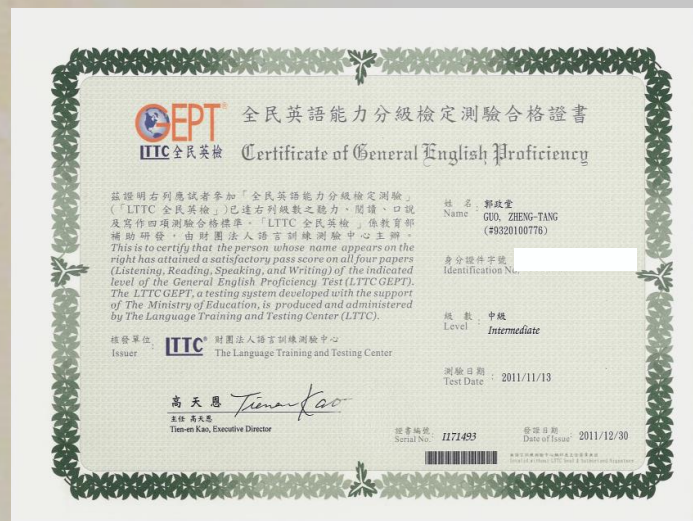 GEPT®
LTTC 全民英檢
全民英語能力分級檢定測驗合格證書
Certificate of General English Proficiency
茲證明右列應試者參加「全民英語能力分級檢定測驗」
(「LTTC 全民英檢」)已達右列級數之聽力、閱讀、口說
及寫作四項測驗合格標準。「LTTC 全民英檢」係教育部
補助研發，由財團法人語言訓練測驗中心主辦。
This is to certify that the person whose name appears on the
right has attained a satisfactory pass score on all four papers
(Listening, Reading, Speaking, and Writing) of the indicated
level of the General English Proficiency Test (LTTC GEPT).
The LTTC GEPT, a testing system developed with the support
of The Ministry of Education, is produced and administered
by The Language Training and Testing Center (LTTC).
核發單位
Issuer : LTTC® 財團法人語言訓練測驗中心
The Language Training and Testing Center
高天恩 Tien-en Kao
主任 高天恩
Tien-en Kao, Executive Director
姓 名 : 郭政堂
Name GUO, ZHENG-TANG
(#9320100776)
身分證件字號
Identification No.
級 數 : 中級
Level Intermediate
測驗日期 : 2011/11/13
Test Date
證書編號
Serial No. : I171493
發證日期
Date of Issue : 2011/12/30